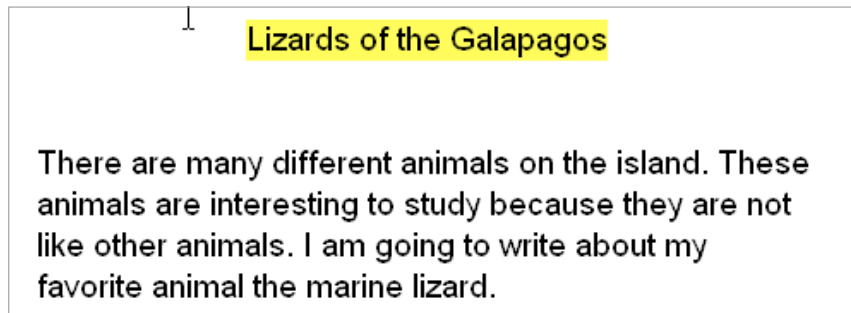 Lizards of the Galapagos
There are many different animals on the island. These
animals are interesting to study because they are not
like other animals. I am going to write about my
favorite animal the marine lizard.